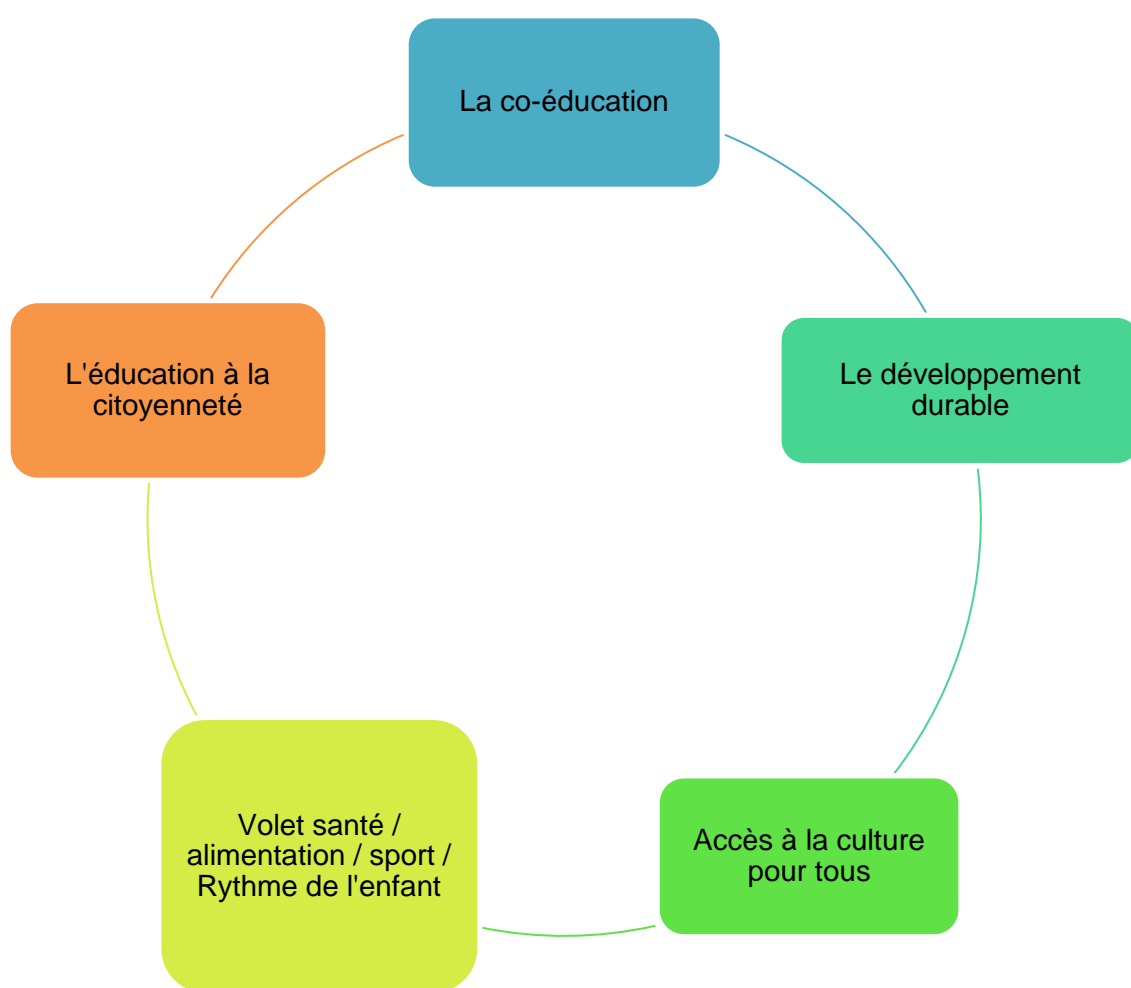 La co-éducation
L'éducation à la
citoyenneté
Le développement
durable
Volet santé /
alimentation / sport /
Rythme de l'enfant
Accès à la culture
pour tous